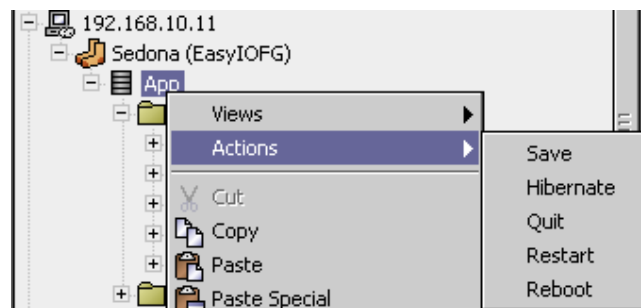 192.168.10.11
Sedona (EasyIOFG)
App
Views
Actions
Cut
Copy
Paste
Paste Special
Save
Hibernate
Quit
Restart
Reboot